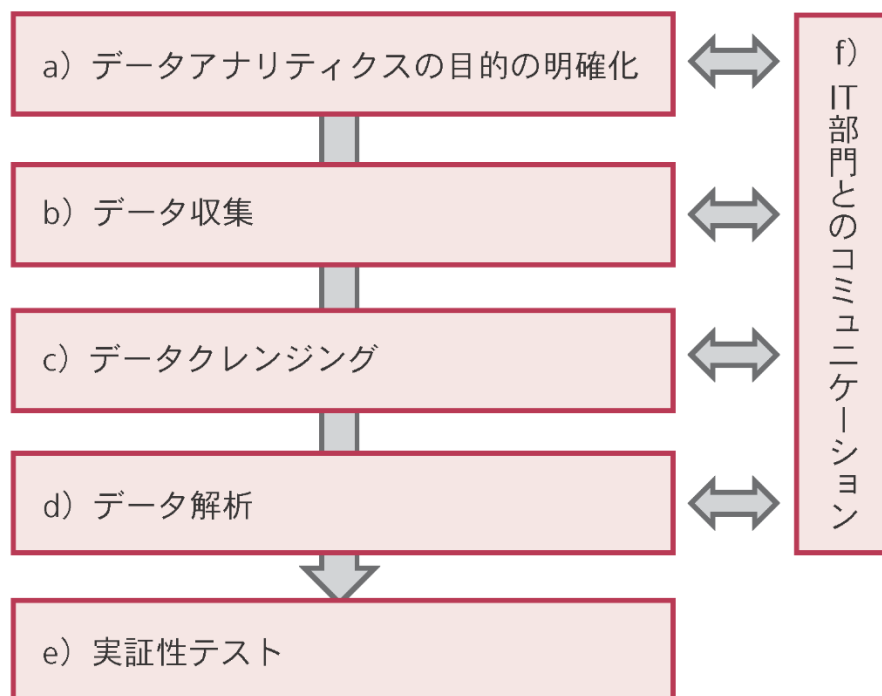 a）データアナリティクスの目的の明確化
b）データ収集
c）データクレンジング
d）データ解析
e）実証性テスト
f）IT部門とのコミュニケーション